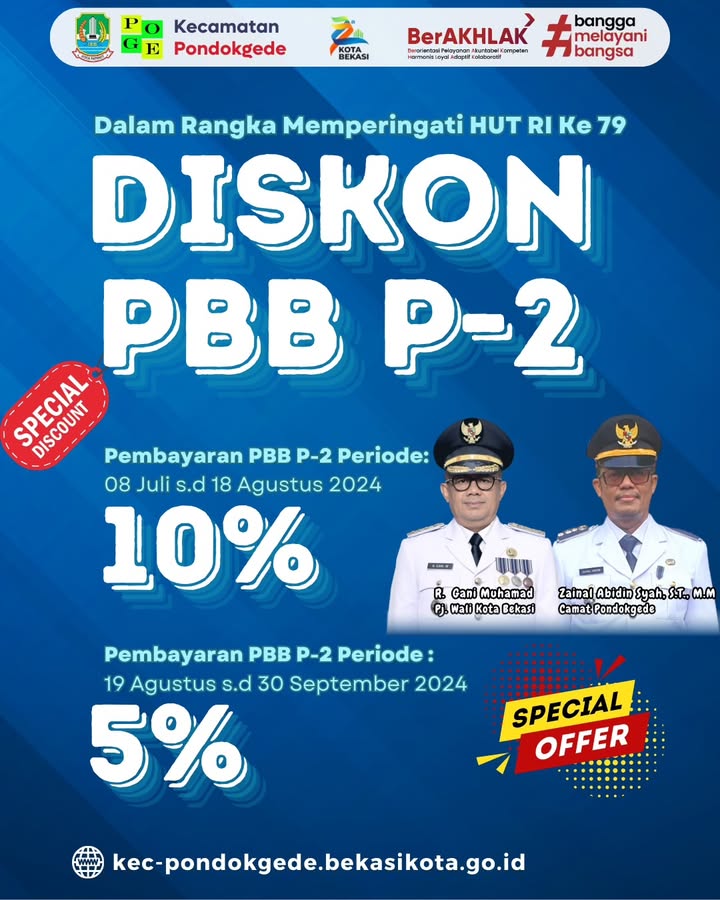 POGE
Kecamatan
Pondokgede
KOTA
BEKASI
BerAKHLAK
Berorientasi Pelayanan Akuntabel Kompeten
Harmonis Loyal Adaptif Kolaboratif
#bangga
melayani
bangsa
Dalam Rangka Memperingati HUT RI Ke 79
DISKON
PBB P-2
SPECIAL
DISCOUNT
Pembayaran PBB P-2 Periode:
08 Juli s.d 18 Agustus 2024
10%
R. Gani Muhamad
Pj. Wali Kota Bekasi
Zainal Abidin Syah, S.T., M.M
Camat Pondokgede
Pembayaran PBB P-2 Periode :
19 Agustus s.d 30 September 2024
5%
SPECIAL
OFFER
kec-pondokgede.bekasikota.go.id